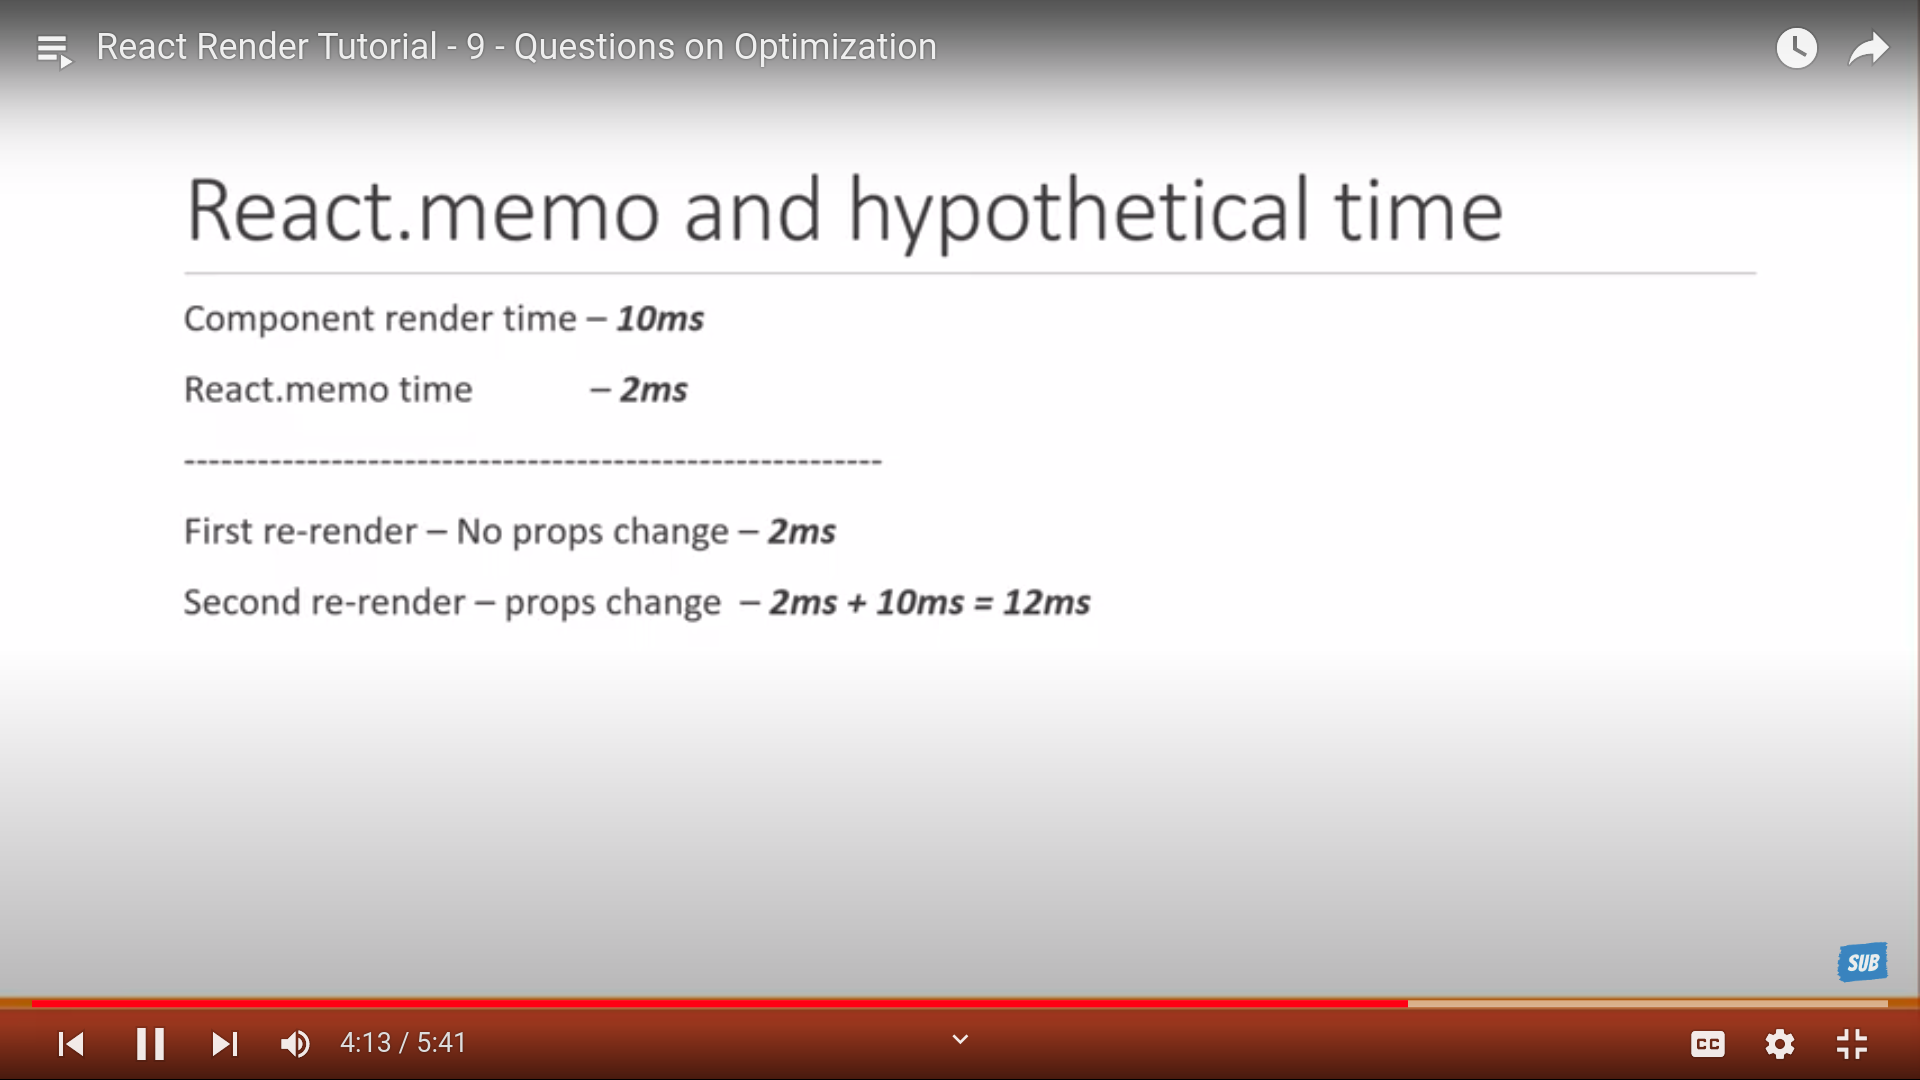 React Render Tutorial - 9 - Questions on Optimization
React.memo and hypothetical time
Component render time – 10ms
React.memo time – 2ms
---------------------------------------------------------
First re-render – No props change – 2ms
Second re-render – props change – 2ms + 10ms = 12ms
SUB
4:13 / 5:41
CC